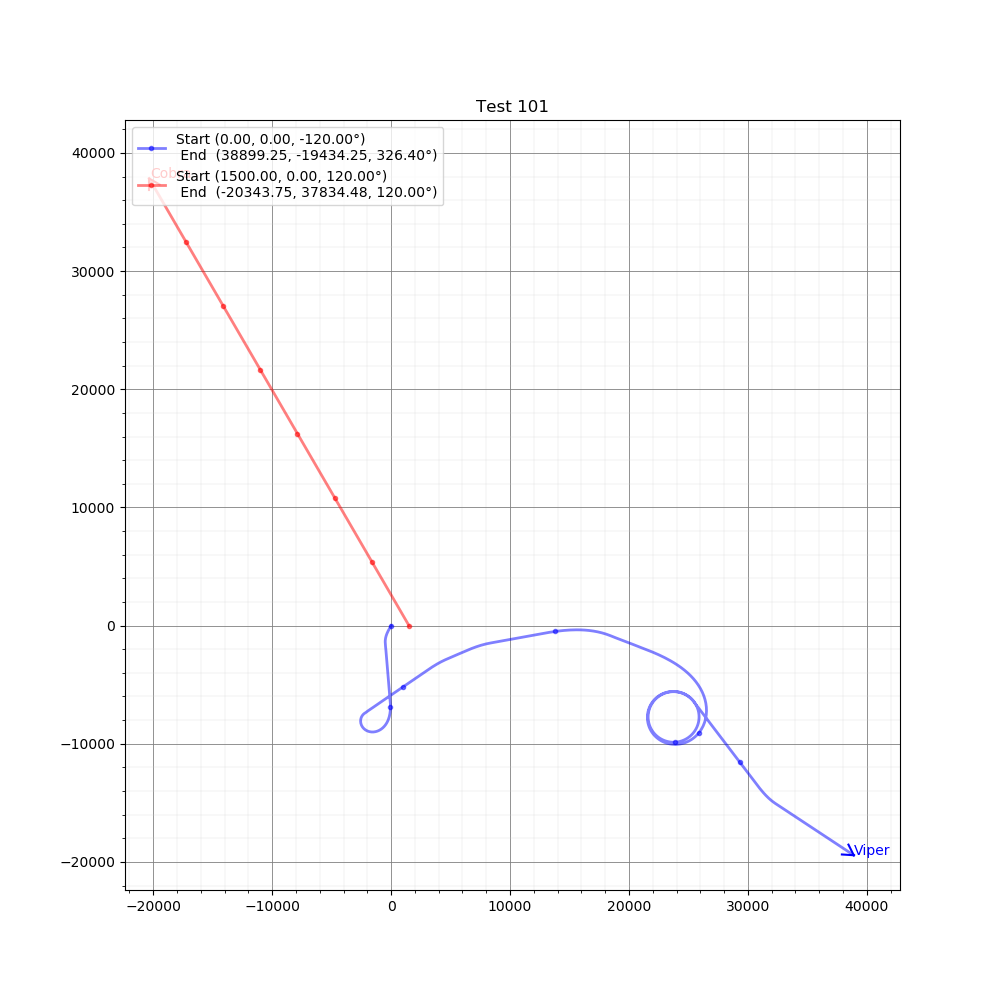 Test 101
Start (0.00, 0.00, -120.00°)
End (38899.25, -19434.25, 326.40°)
Start (1500.00, 0.00, 120.00°)
End (-20343.75, 37834.48, 120.00°)
40000
30000
20000
10000
0
−10000
−20000
Viper
−20000 −10000 0 10000 20000 30000 40000